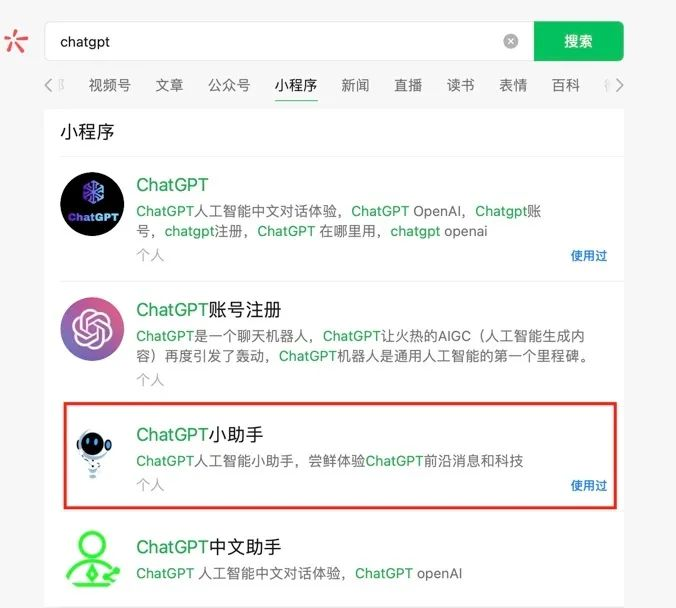 chatgpt
搜索
视频号 文章 公众号 小程序 新闻 直播 读书 表情 百科
小程序
ChatGPT
ChatGPT
ChatGPT人工智能中文对话体验，ChatGPT OpenAI，Chatgpt账
号，chatgpt注册，ChatGPT 在哪里用，chatgpt openai
个人
使用过
ChatGPT账号注册
ChatGPT是一个聊天机器人，ChatGPT让火热的AIGC（人工智能生成内
容）再度引发了轰动，ChatGPT机器人是通用人工智能的第一个里程碑。
个人
ChatGPT小助手
ChatGPT人工智能小助手，尝鲜体验ChatGPT前沿消息和科技
个人
使用过
ChatGPT中文助手
ChatGPT 人工智能中文对话体验，ChatGPT openAI